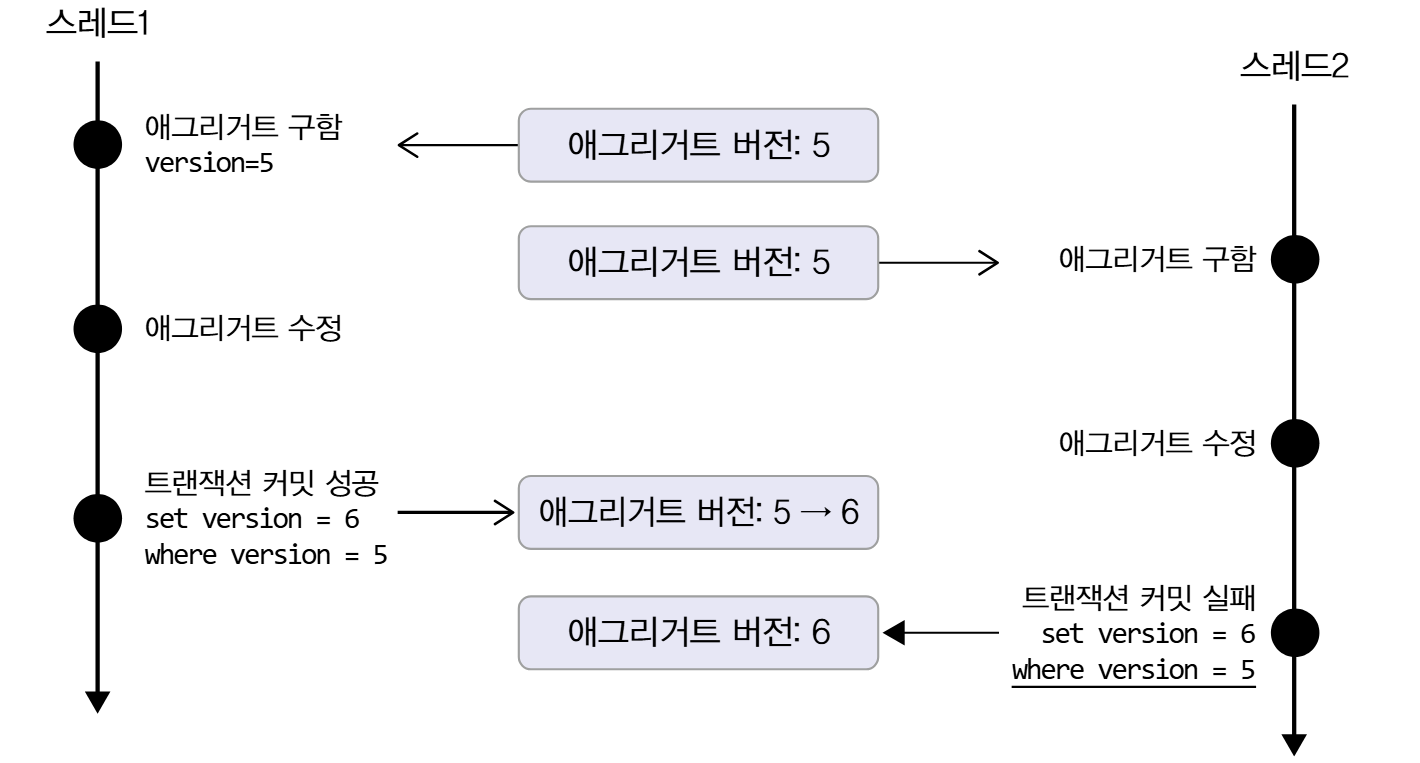 스레드1
스레드2
애그리거트 구함
version=5
애그리거트 버전: 5
애그리거트 버전: 5
애그리거트 구함
애그리거트 수정
애그리거트 수정
트랜잭션 커밋 성공
set version = 6
where version = 5
애그리거트 버전: 5 → 6
트랜잭션 커밋 실패
set version = 6
where version = 5
애그리거트 버전: 6